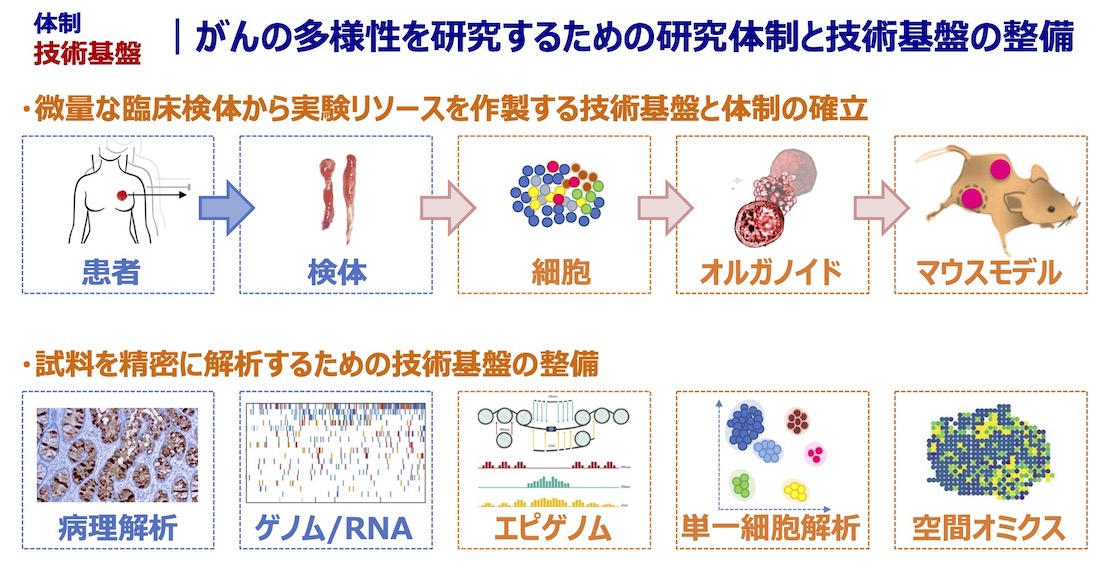 体制
技術基盤
｜がんの多様性を研究するための研究体制と技術基盤の整備
・微量な臨床検体から実験リソースを作製する技術基盤と体制の確立
患者
検体
細胞
オルガノイド
マウスモデル
・試料を精密に解析するための技術基盤の整備
病理解析
ゲノム/RNA
エピゲノム
単一細胞解析
空間オミクス